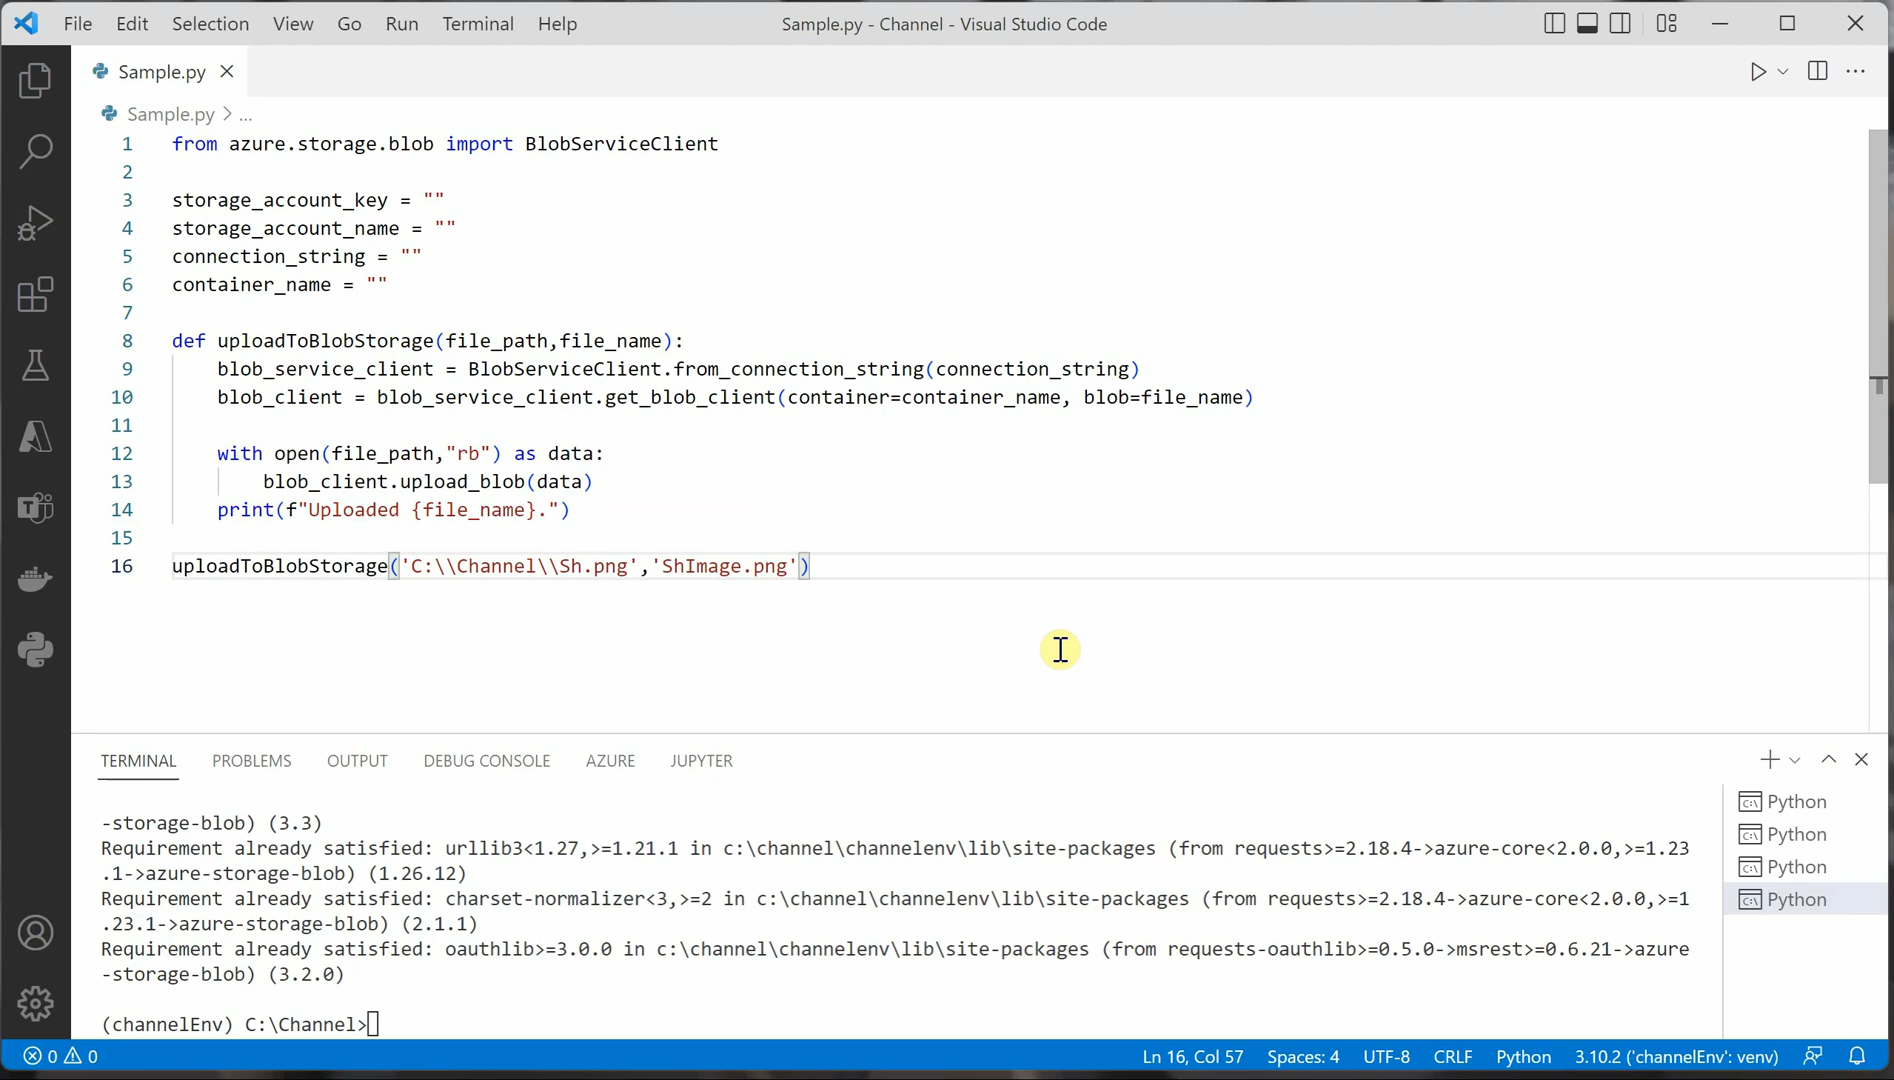 File Edit Selection View Go Run Terminal Help Sample.py - Channel - Visual Studio Code
Sample.py
Sample.py > ...
1 from azure.storage.blob import BlobServiceClient
2
3 storage_account_key = ""
4 storage_account_name = ""
5 connection_string = ""
6 container_name = ""
7
8 def uploadToBlobStorage(file_path,file_name):
9 blob_service_client = BlobServiceClient.from_connection_string(connection_string)
10 blob_client = blob_service_client.get_blob_client(container=container_name, blob=file_name)
11
12 with open(file_path,"rb") as data:
13 blob_client.upload_blob(data)
14 print(f"Uploaded {file_name}.")
15
16 uploadToBlobStorage('C:\\Channel\\Sh.png','ShImage.png')
TERMINAL PROBLEMS OUTPUT DEBUG CONSOLE AZURE JUPYTER
-storage-blob) (3.3)
Requirement already satisfied: urllib3<1.27,>=1.21.1 in c:\channel\channelenv\lib\site-packages (from requests>=2.18.4->azure-core<2.0.0,>=1.23
.1->azure-storage-blob) (1.26.12)
Requirement already satisfied: charset-normalizer<3,>=2 in c:\channel\channelenv\lib\site-packages (from requests>=2.18.4->azure-core<2.0.0,>=1
.23.1->azure-storage-blob) (2.1.1)
Requirement already satisfied: oauthlib>=3.0.0 in c:\channel\channelenv\lib\site-packages (from requests-oauthlib>=0.5.0->msrest>=0.6.21->azure
-storage-blob) (3.2.0)
(channelEnv) C:\Channel>
Python
Python
Python
Python
0 0 Ln 16, Col 57 Spaces: 4 UTF-8 CRLF Python 3.10.2 ('channelEnv': venv)